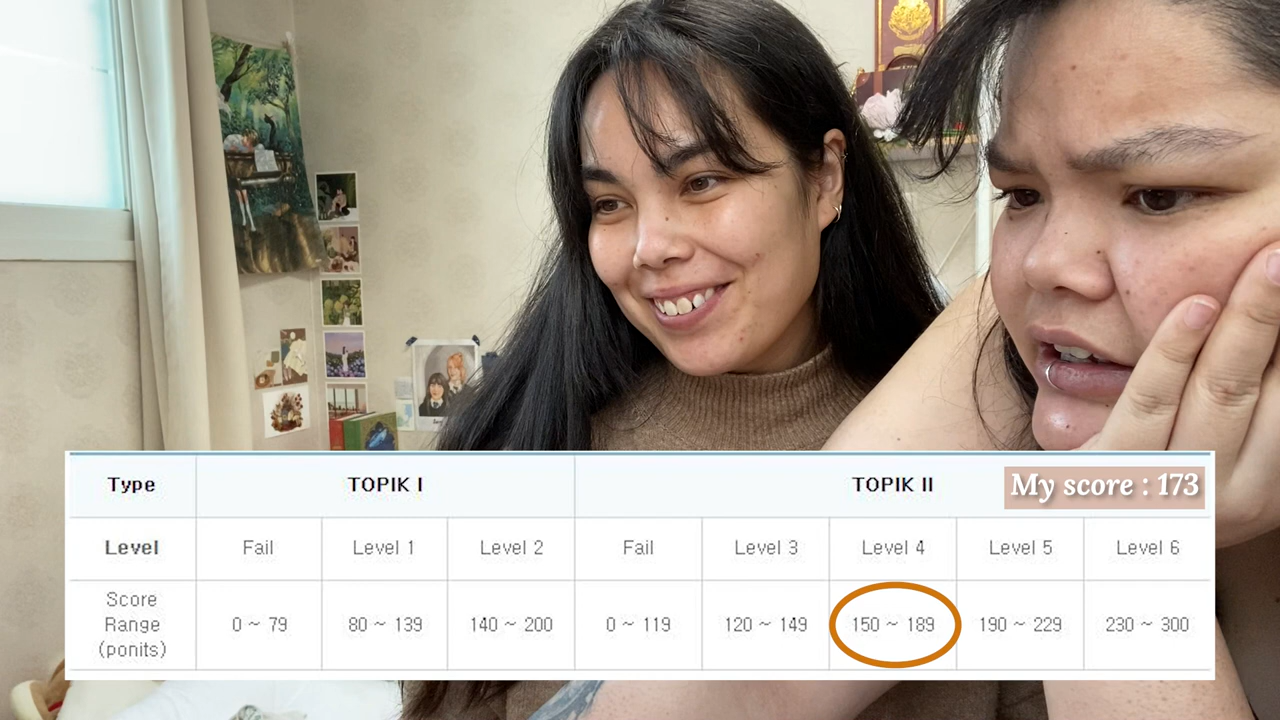 Type TOPIK I TOPIK II My score : 173
Level Fail Level 1 Level 2 Fail Level 3 Level 4 Level 5 Level 6
Score Range (ponits) 0 ~ 79 80 ~ 139 140 ~ 200 0 ~ 119 120 ~ 149 150 ~ 189 190 ~ 229 230 ~ 300